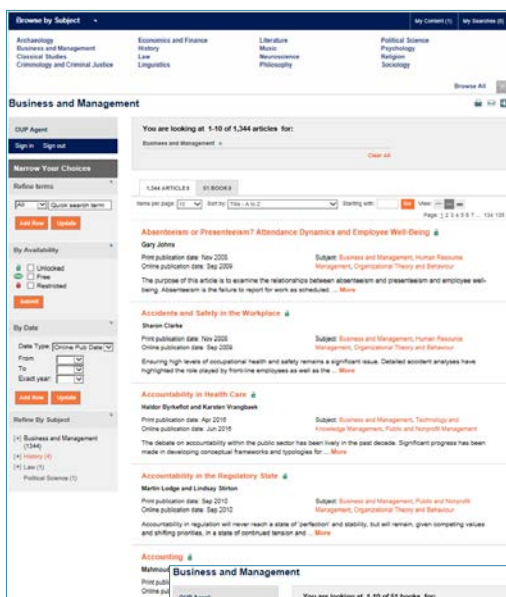 Browse by Subject
My Content (1)
My Searches (0)
Archaeology
Business and Management
Classical Studies
Criminology and Criminal Justice
Economics and Finance
History
Law
Linguistics
Literature
Music
Neuroscience
Philosophy
Political Science
Psychology
Religion
Sociology
Browse All
Business and Management
OUP Agent
Sign in Sign out
Narrow Your Choices
Refine terms
All Quick search term
Add Row Update
By Availability
Unlocked
Free
Restricted
Submit
By Date
Date Type: Online Pub Date
From
To
Exact year:
Add Row Update
Refine By Subject
[+] Business and Management
(1344)
[+] History (4)
[+] Law (1)
Political Science (1)
You are looking at 1-10 of 1,344 articles for:
Business and Management x
Clear All
1,344 ARTICLES 51 BOOKS
Items per page: 10 Sort by: Title - A to Z Starting with: View:
Page: 1 2 3 4 5 6 7 ... 134 135
Absenteeism or Presenteeism? Attendance Dynamics and Employee Well-Being
Gary Johns
Print publication date: Nov 2008
Online publication date: Sep 2009
Subject: Business and Management, Human Resource
Management, Organizational Theory and Behaviour
The purpose of this article is to examine the relationships between absenteeism and presenteeism and employee well-
being. Absenteeism is the failure to report for work as scheduled. ... More
Accidents and Safety in the Workplace
Sharon Clarke
Print publication date: Nov 2008
Online publication date: Sep 2009
Subject: Business and Management, Human Resource
Management, Organizational Theory and Behaviour
Ensuring high levels of occupational health and safety remains a significant issue. Detailed accident analyses have
highlighted the role played by front-line employees as well as the ... More
Accountability in Health Care
Haldor Byrkjeflot and Karsten Vrangbaek
Print publication date: Apr 2016
Online publication date: Jun 2016
Subject: Business and Management, Technology and
Knowledge Management, Public and Nonprofit Management
The debate on accountability within the public sector has been lively in the past decade. Significant progress has been
made in developing conceptual frameworks and typologies for ... More
Accountability in the Regulatory State
Martin Lodge and Lindsay Stirton
Print publication date: Sep 2010
Online publication date: Sep 2010
Subject: Business and Management, Public and Nonprofit
Management, Organizational Theory and Behaviour
Accountability in regulation will never reach a state of 'perfection' and stability, but will remain, given competing values
and shifting priorities, in a state of continued tension and ... More
Accounting
Mahmoud
Print publi
Online pu
Business and Management
OUP Agent
You are looking at 1-10 of 51 books for: